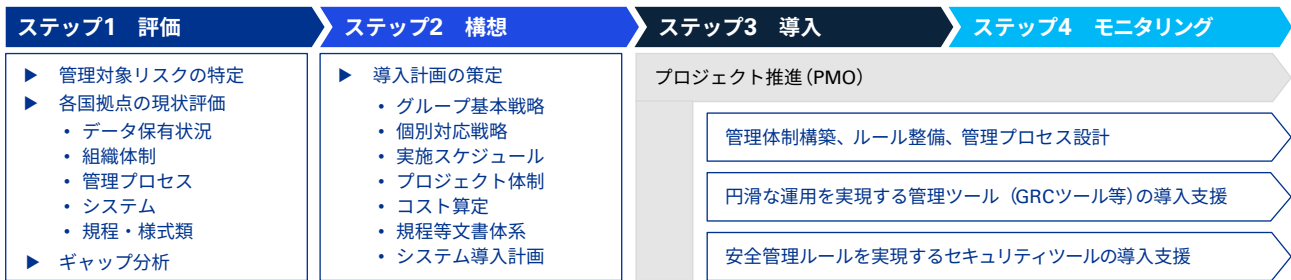 ステップ1 評価
ステップ2 構想
ステップ3 導入
ステップ4 モニタリング
▶ 管理対象リスクの特定
▶ 各国拠点の現状評価
• データ保有状況
• 組織体制
• 管理プロセス
• システム
• 規程・様式類
▶ ギャップ分析
▶ 導入計画の策定
• グループ基本戦略
• 個別対応戦略
• 実施スケジュール
• プロジェクト体制
• コスト算定
• 規程等文書体系
• システム導入計画
プロジェクト推進（PMO）
管理体制構築、ルール整備、管理プロセス設計
円滑な運用を実現する管理ツール（GRCツール等）の導入支援
安全管理ルールを実現するセキュリティツールの導入支援